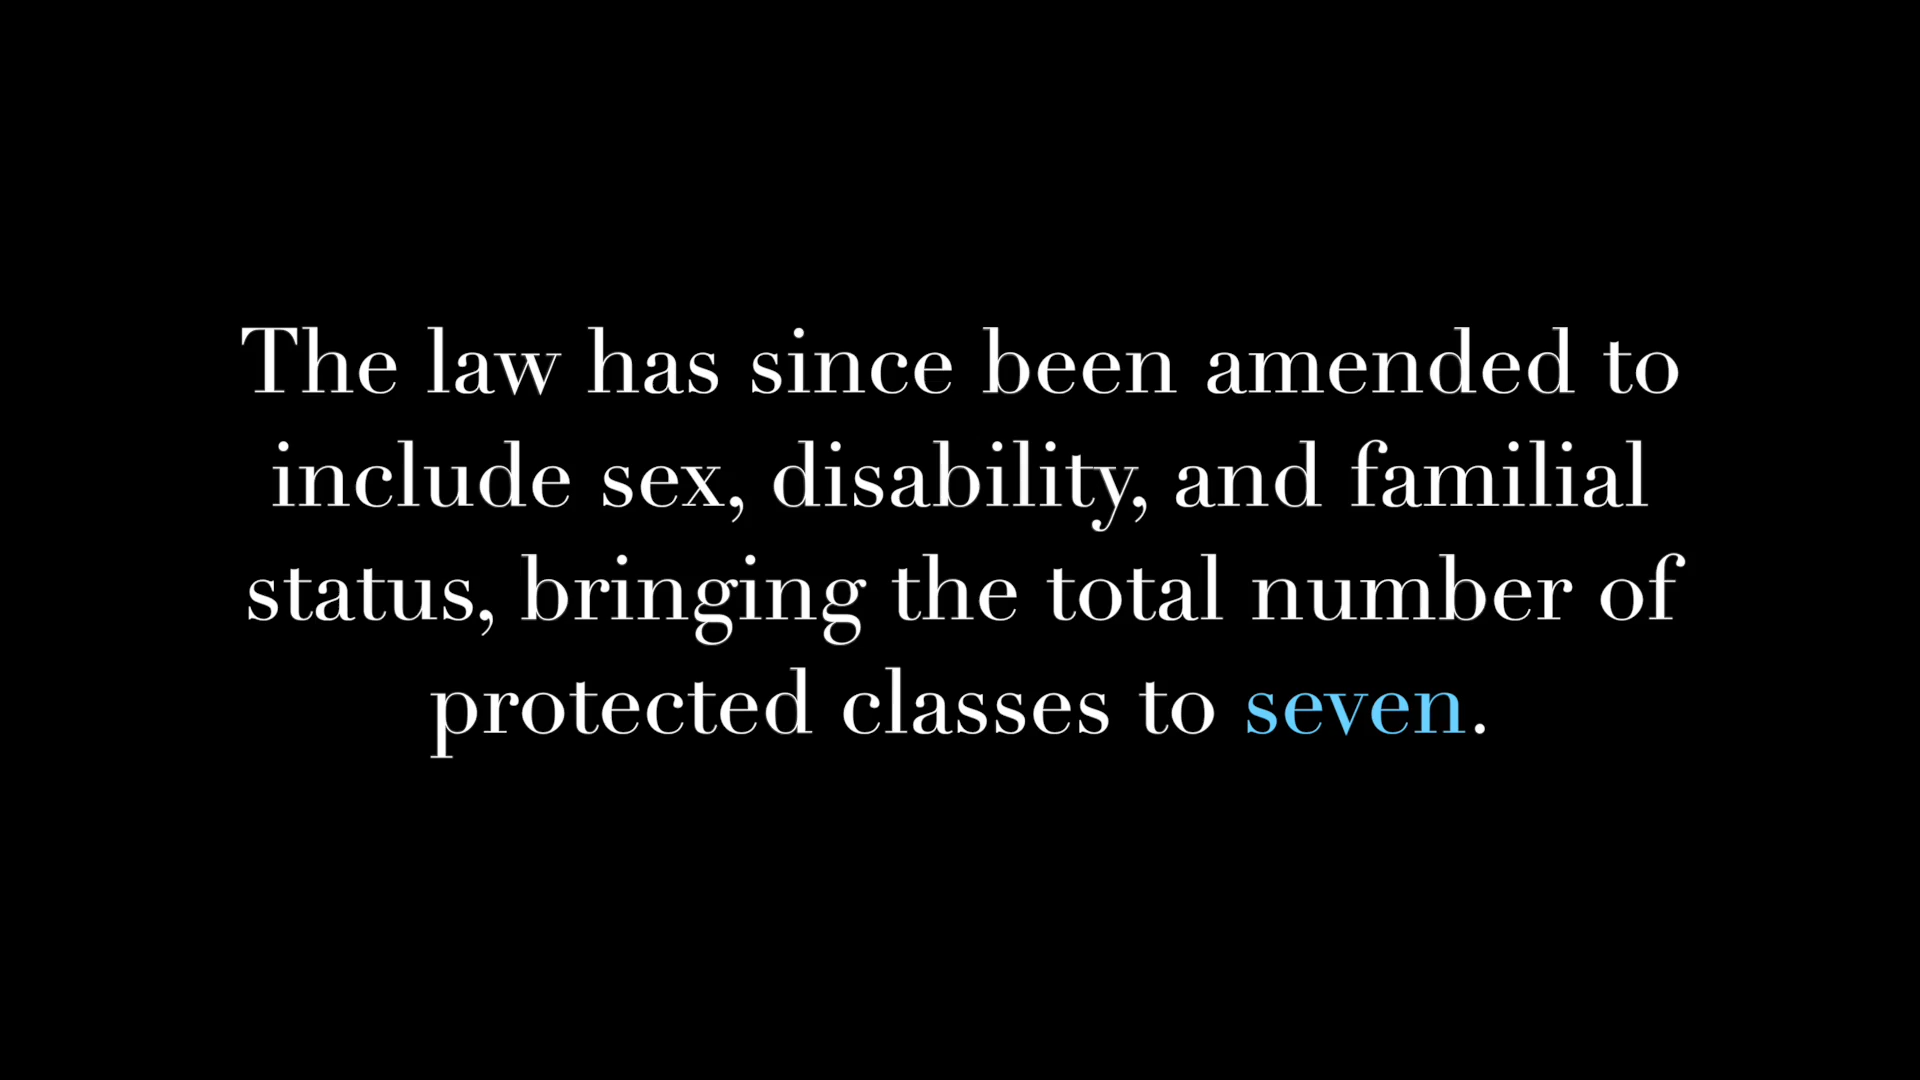 The law has since been amended to
include sex, disability, and familial
status, bringing the total number of
protected classes to seven.